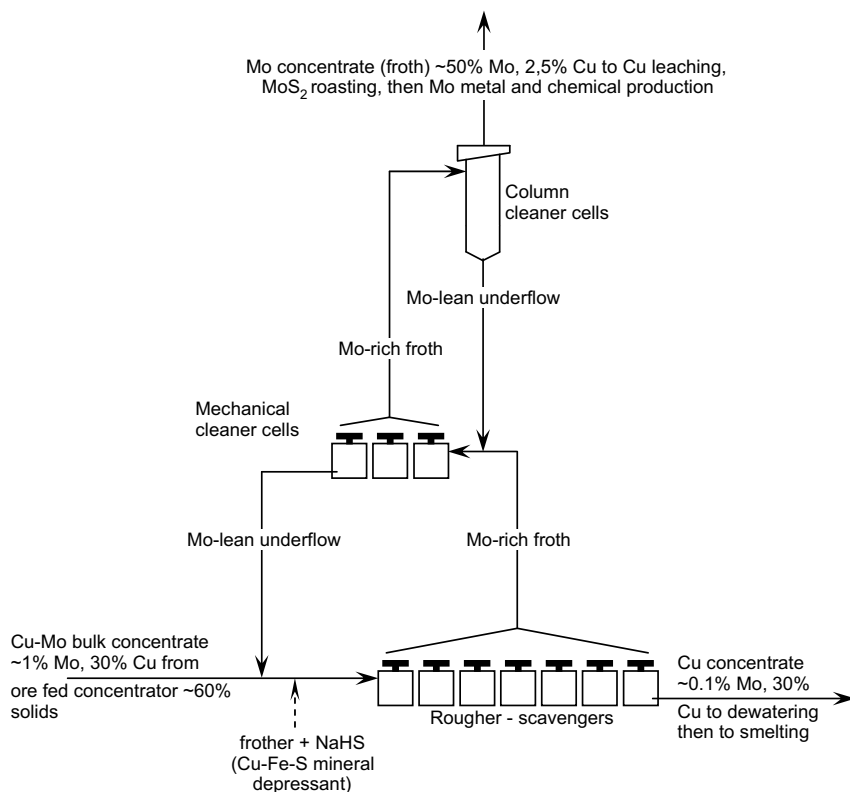 Mo concentrate (froth) ~50% Mo, 2,5% Cu to Cu leaching,
MoS2 roasting, then Mo metal and chemical production
Column
cleaner cells
Mo-lean underflow
Mo-rich froth
Mechanical
cleaner cells
Mo-lean underflow
Mo-rich froth
Cu-Mo bulk concentrate
~1% Mo, 30% Cu from
ore fed concentrator ~60%
solids
Cu concentrate
~0.1% Mo, 30%
Cu to dewatering
then to smelting
Rougher - scavengers
frother + NaHS
(Cu-Fe-S mineral
depressant)